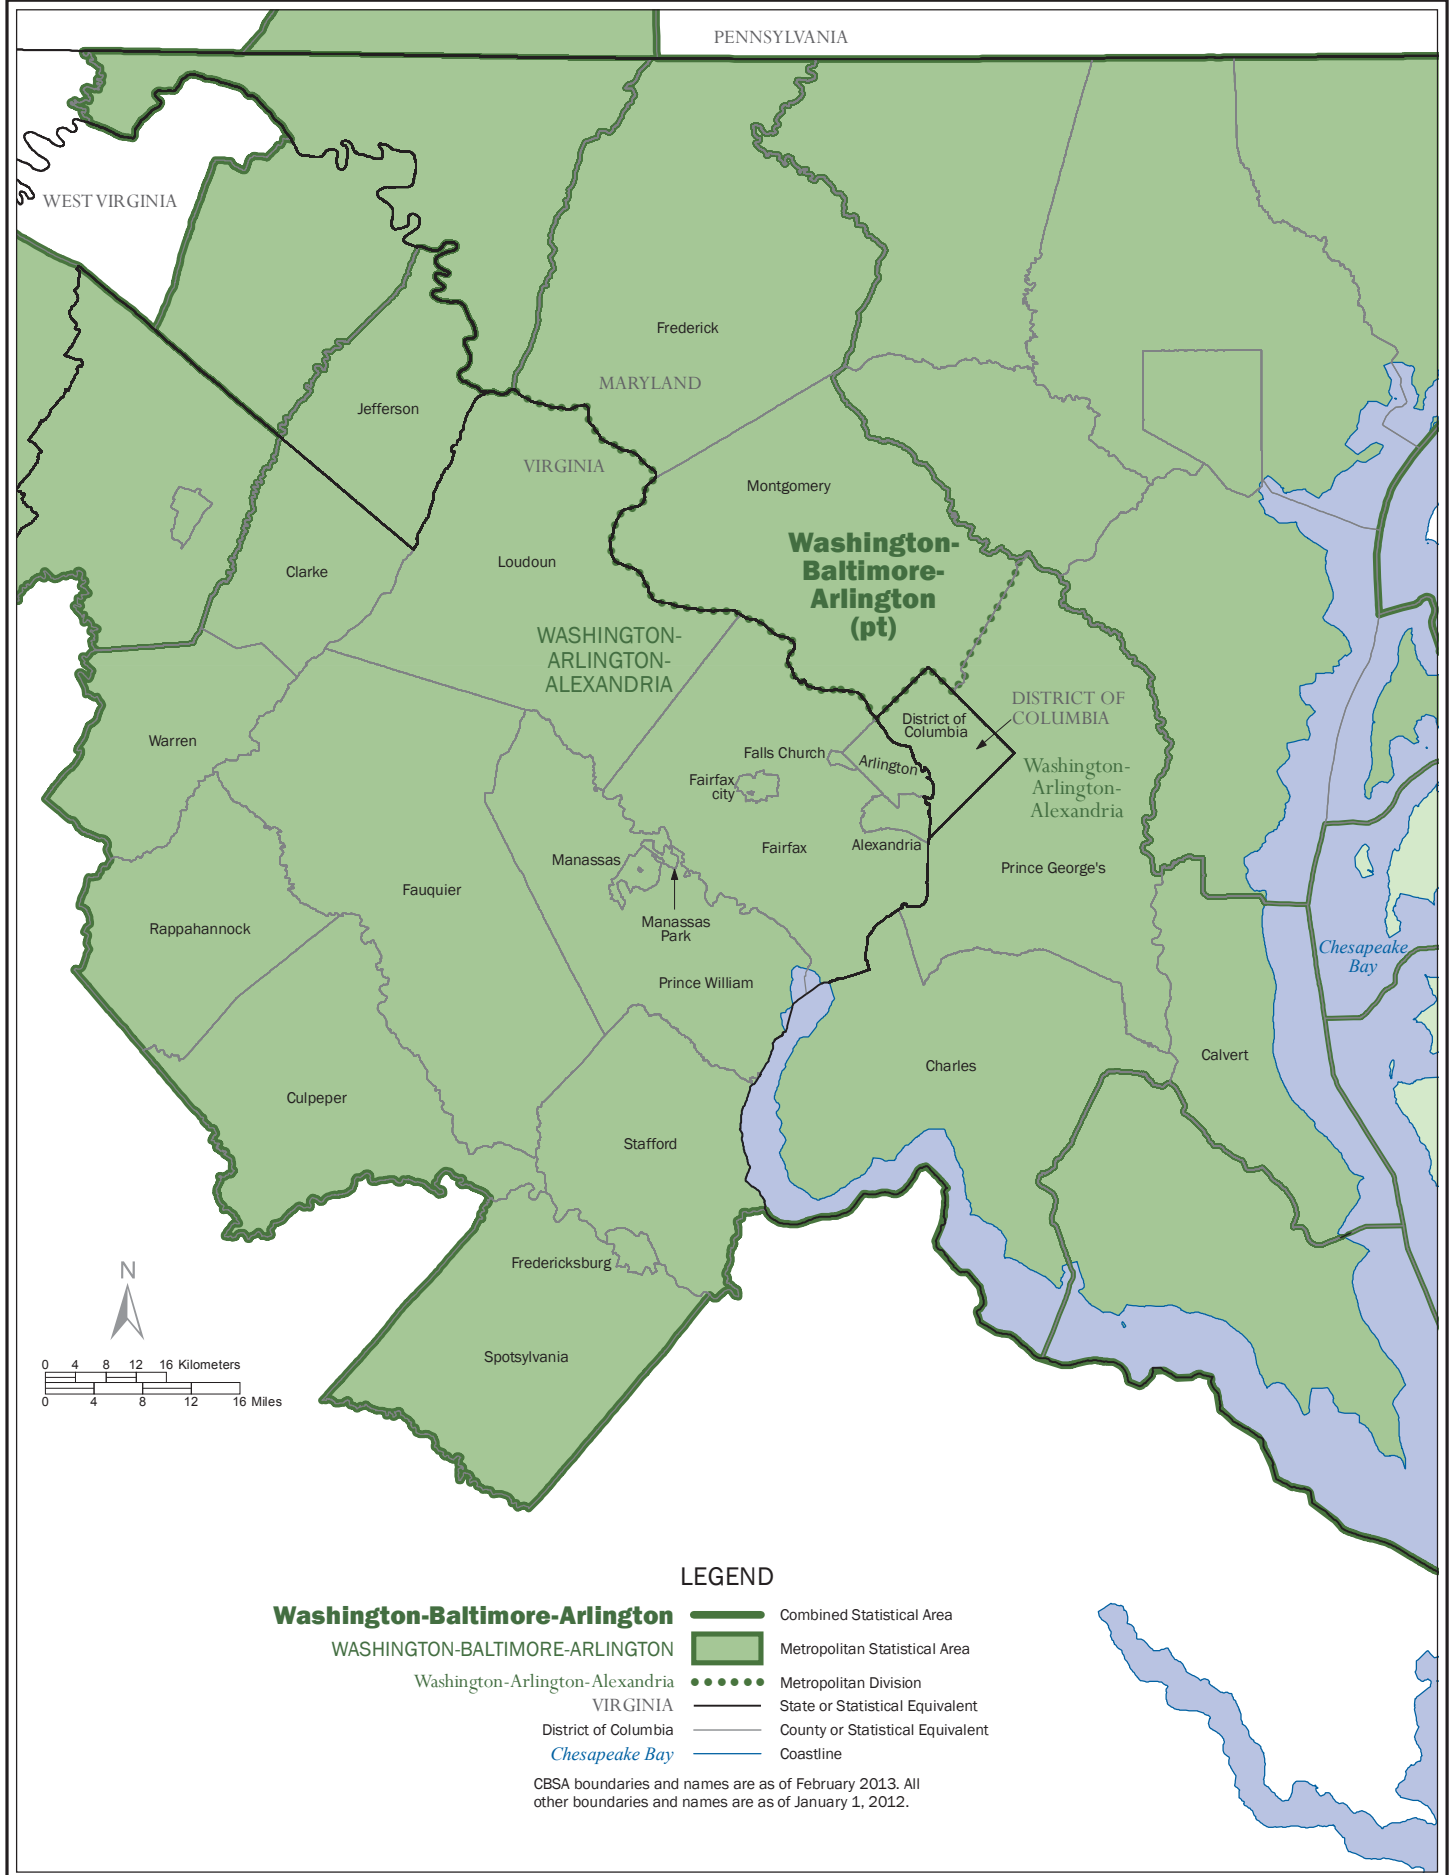 PENNSYLVANIA
WEST VIRGINIA
Frederick
MARYLAND
Jefferson
VIRGINIA
Montgomery
Washington-
Baltimore-
Arlington
(pt)
Loudoun
Clarke
WASHINGTON-
ARLINGTON-
ALEXANDRIA
DISTRICT OF
COLUMBIA
District of
Columbia
Warren
Falls Church
Arlington
Washington-
Arlington-
Alexandria
Fairfax
city
Fairfax
Alexandria
Manassas
Prince George's
Fauquier
Manassas
Park
Rappahannock
Chesapeake
Bay
Prince William
Calvert
Charles
Culpeper
Stafford
Fredericksburg
N
Spotsylvania
0 4 8 12 16 Kilometers
0 4 8 12 16 Miles
LEGEND
Washington-Baltimore-Arlington Combined Statistical Area
WASHINGTON-BALTIMORE-ARLINGTON Metropolitan Statistical Area
Washington-Arlington-Alexandria Metropolitan Division
VIRGINIA State or Statistical Equivalent
District of Columbia County or Statistical Equivalent
Chesapeake Bay Coastline
CBSA boundaries and names are as of February 2013. All
other boundaries and names are as of January 1, 2012.